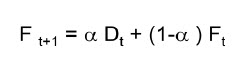 F t+1 = α Dt + (1-α ) Ft